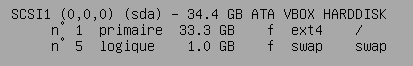 SCSI1 (0,0,0) (sda) - 34.4 GB ATA VBOX HARDDISK
n° 1 primaire 33.3 GB f ext4 /
n° 5 logique 1.0 GB f swap swap